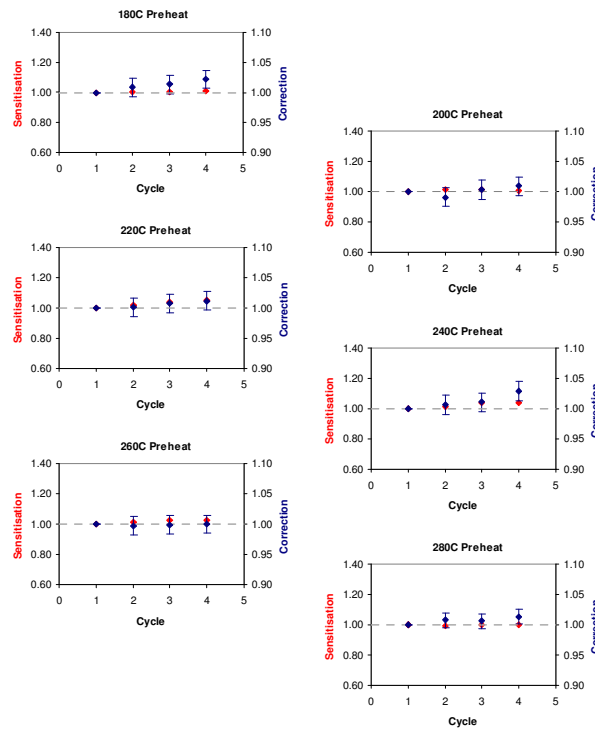 180C Preheat
1.40 1.10
1.20 1.05
1.00 1.00
0.80 0.95
0.60 0.90
0 1 2 3 4 5
Cycle
Sensitisation
Correction
200C Preheat
1.40 1.10
1.20 1.05
1.00 1.00
0.80 0.95
0.60 0.90
0 1 2 3 4 5
Cycle
Sensitisation
Correction
220C Preheat
1.40 1.10
1.20 1.05
1.00 1.00
0.80 0.95
0.60 0.90
0 1 2 3 4 5
Cycle
Sensitisation
Correction
240C Preheat
1.40 1.10
1.20 1.05
1.00 1.00
0.80 0.95
0.60 0.90
0 1 2 3 4 5
Cycle
Sensitisation
Correction
260C Preheat
1.40 1.10
1.20 1.05
1.00 1.00
0.80 0.95
0.60 0.90
0 1 2 3 4 5
Cycle
Sensitisation
Correction
280C Preheat
1.40 1.10
1.20 1.05
1.00 1.00
0.80 0.95
0.60 0.90
0 1 2 3 4 5
Cycle
Sensitisation
Correction